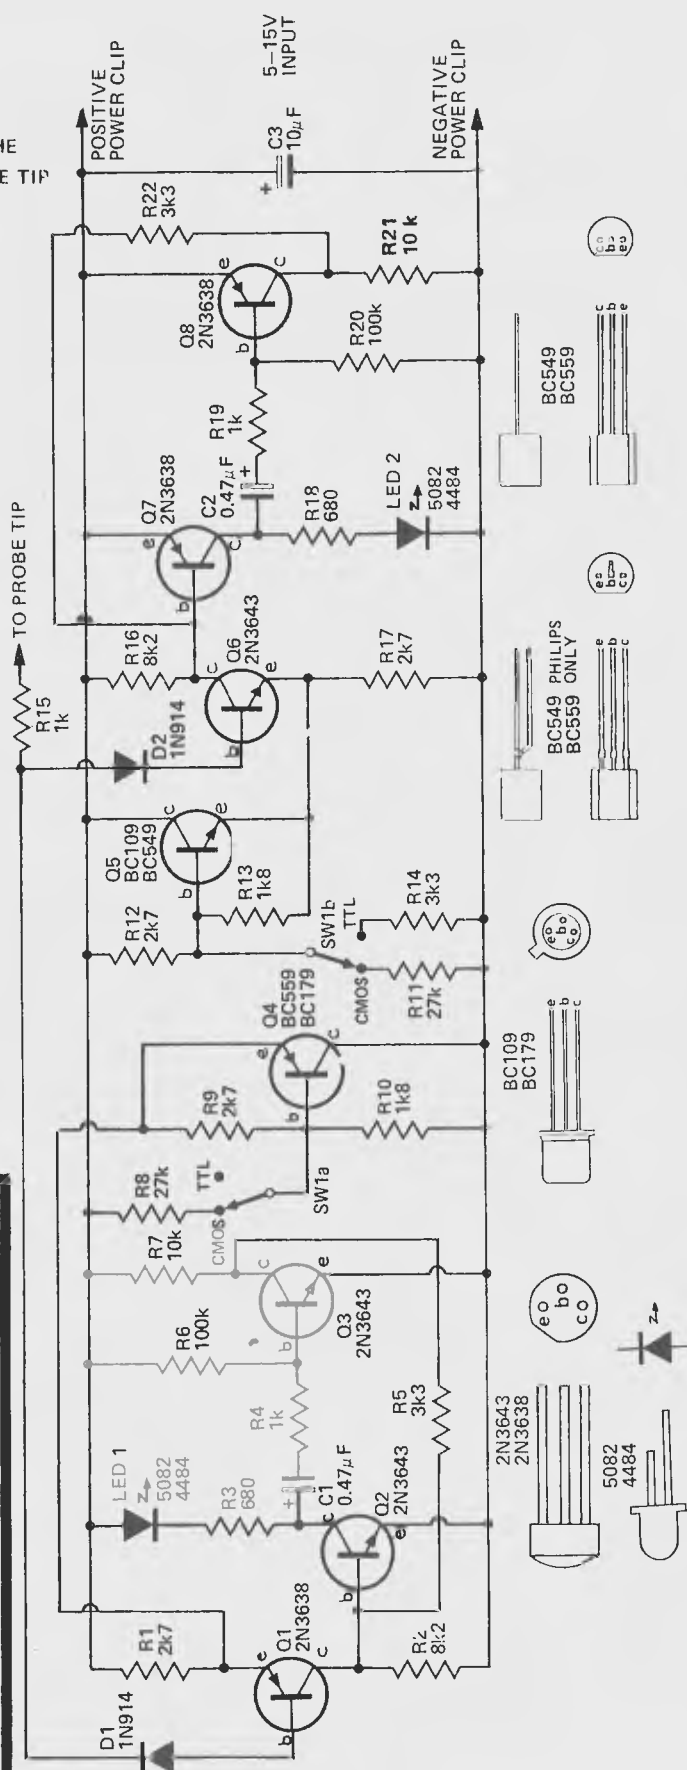 HE
E TIP
TO PROBE TIP
POSITIVE
POWER CLIP
5–15V
INPUT
NEGATIVE
POWER CLIP
D1
1N914
R1
2k7
Q1
2N3638
e
b
c
R2
8k2
LED 1
5082
4484
R3
680
C1
0.47µF
+
Q2
2N3643
c
b
e
R4
1k
R5
3k3
R6
100k
R7
10k
Q3
2N3643
c
b
e
R8
27k
CMOS
TTL
SW1a
R9
2k7
R10
1k8
Q4
BC559
BC179
e
b
c
R11
27k
CMOS
SW1b
TTL
R12
2k7
R13
1k8
R14
3k3
Q5
BC109
BC549
c
b
e
R15
1k
D2
1N914
R16
8k2
Q6
2N3643
c
b
e
R17
2k7
Q7
2N3638
e
b
c
C2
0.47µF
+
R18
680
LED 2
5082
4484
R19
1k
R20
100k
Q8
2N3638
e
b
c
R21
10 k
R22
3k3
C3
10µF
+
2N3643
2N3638
e
b
c
5082
4484
BC109
BC179
e
b
c
e
b
c
BC549
BC559
PHILIPS
ONLY
e
b
c
e
b
c
BC549
BC559
c
b
e
c
b
e